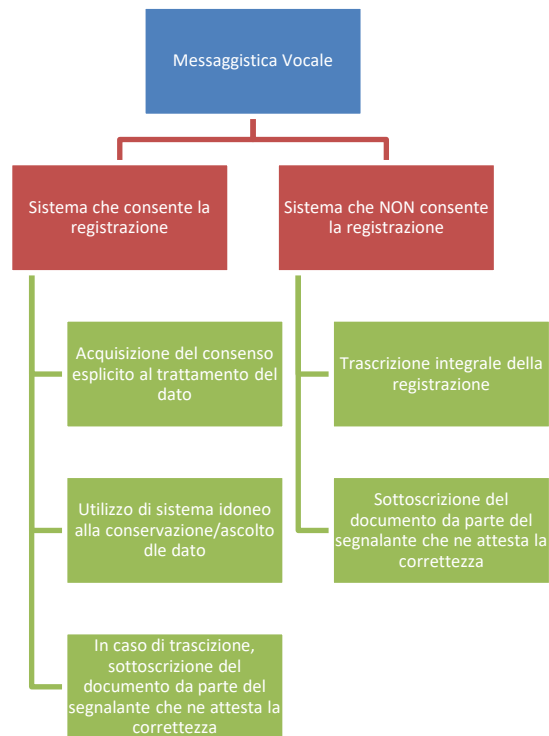 Messaggistica Vocale
Sistema che consente la
registrazione
Sistema che NON consente
la registrazione
Acquisizione del consenso
esplicito al trattamento del
dato
Trascrizione integrale della
registrazione
Utilizzo di sistema idoneo
alla conservazione/ascolto
dle dato
Sottoscrizione del
documento da parte del
segnalante che ne attesta la
correttezza
In caso di trascizione,
sottoscrizione del
documento da parte del
segnalante che ne attesta la
correttezza